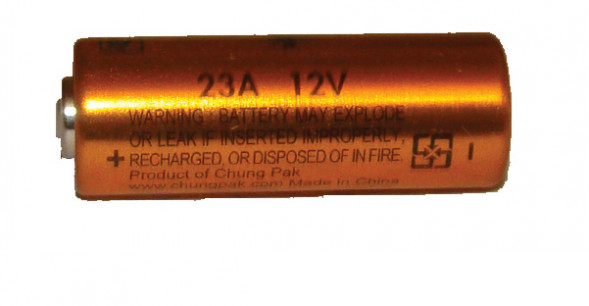 23A 12V
WARNING: BATTERY MAY EXPLODE
OR LEAK IF INSERTED IMPROPERLY,
+ RECHARGED, OR DISPOSED OF IN FIRE. -
Product of Chung Pak
www.chungpak.com Made In China